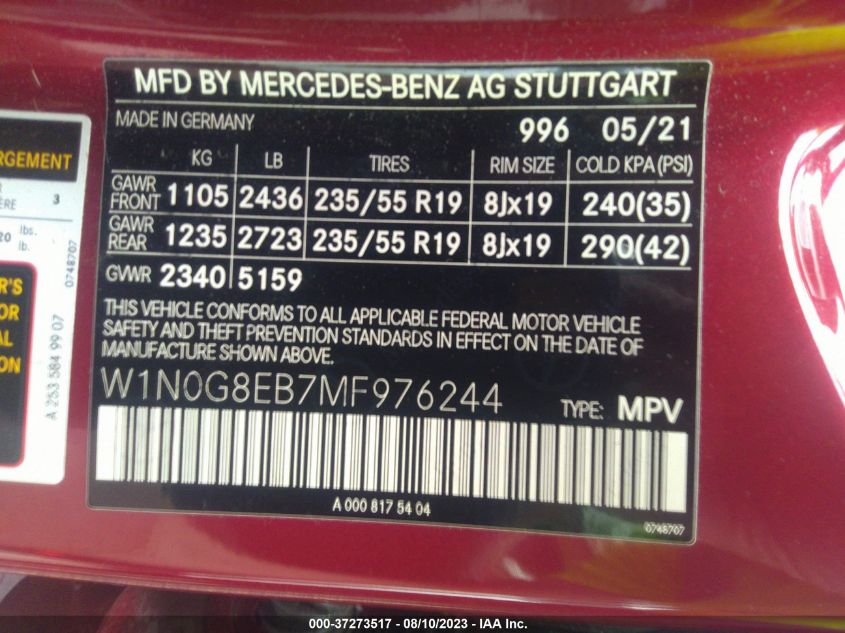 MFD BY MERCEDES-BENZ AG STUTTGART
MADE IN GERMANY 996 05/21
KG LB TIRES RIM SIZE COLD KPA (PSI)
GAWR FRONT 1105 2436 235/55 R19 8Jx19 240(35)
GAWR REAR 1235 2723 235/55 R19 8Jx19 290(42)
GVWR 2340 5159
THIS VEHICLE CONFORMS TO ALL APPLICABLE FEDERAL MOTOR VEHICLE
SAFETY AND THEFT PREVENTION STANDARDS IN EFFECT ON THE DATE OF
MANUFACTURE SHOWN ABOVE.
W1N0G8EB7MF976244 TYPE: MPV
A 000 817 54 04
0748707
3
lbs.
lb.
0748707
A 253 584 99 07
000-37273517 - 08/10/2023 - IAA Inc.